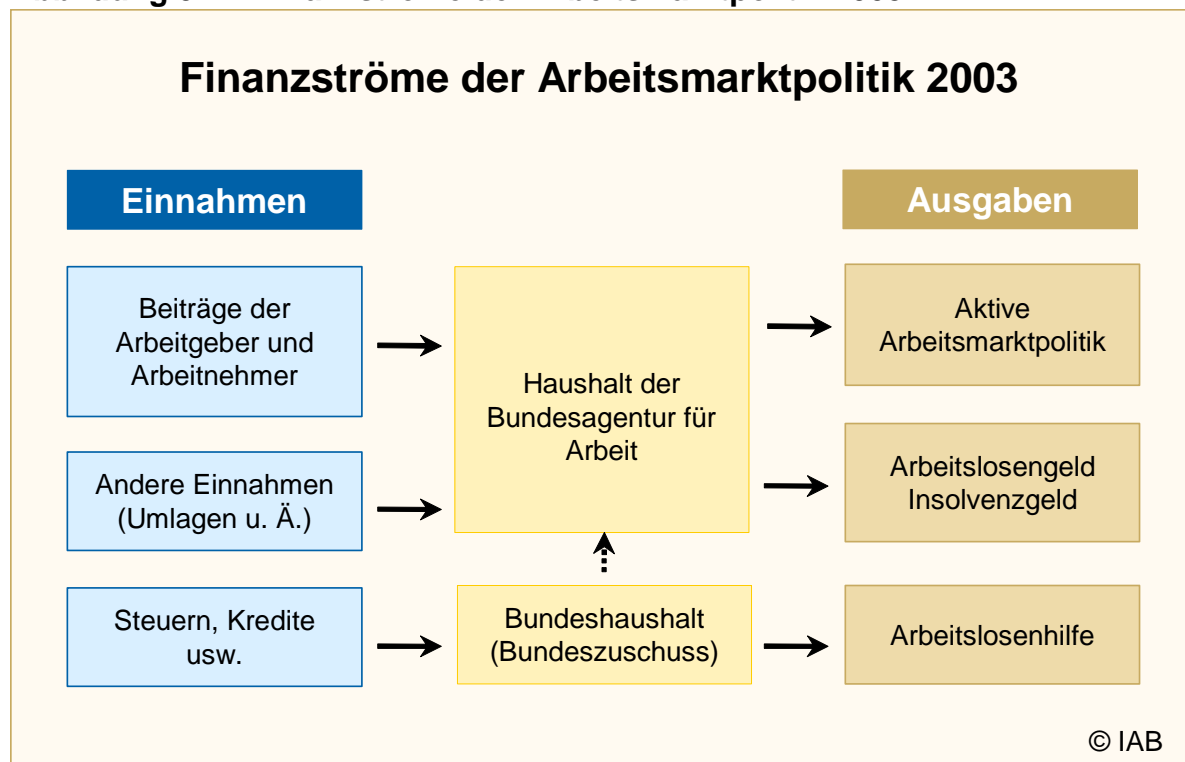 Finanzströme der Arbeitsmarktpolitik 2003
Einnahmen
Ausgaben
Beiträge der
Arbeitgeber und
Arbeitnehmer
Haushalt der
Bundesagentur für
Arbeit
Aktive
Arbeitsmarktpolitik
Andere Einnahmen
(Umlagen u. Ä.)
Arbeitslosengeld
Insolvenzgeld
Steuern, Kredite
usw.
Bundeshaushalt
(Bundeszuschuss)
Arbeitslosenhilfe
© IAB